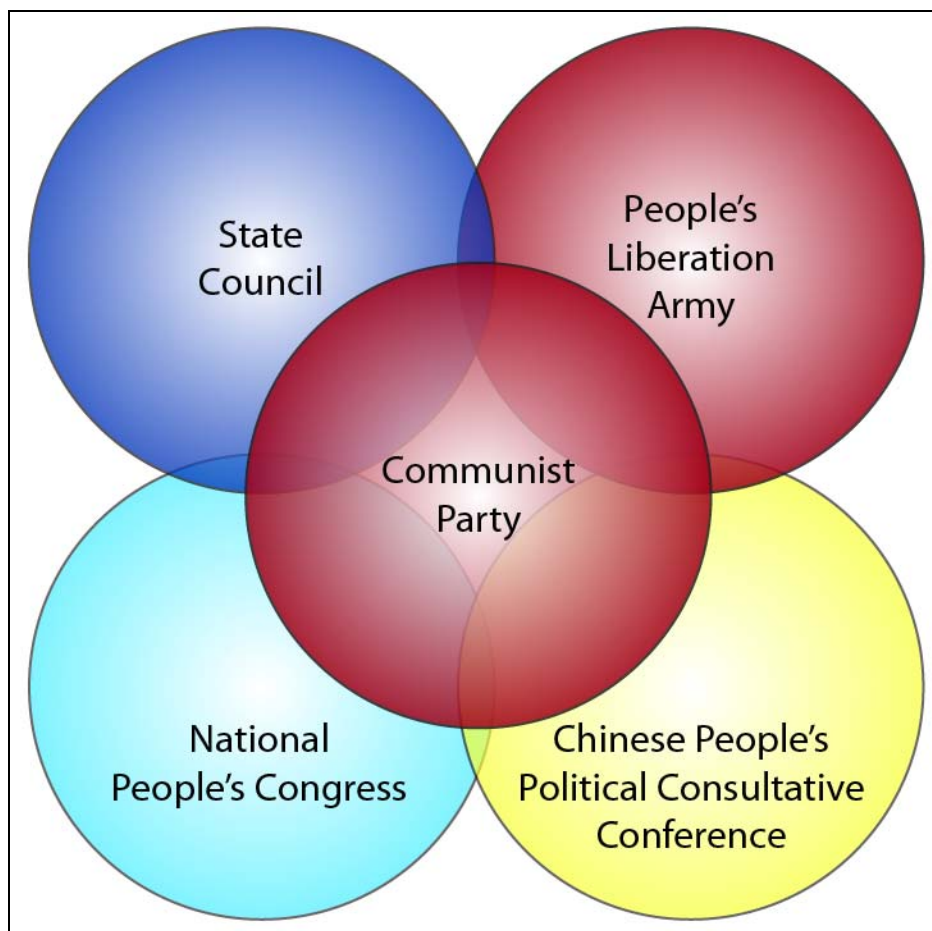 State
Council
People's
Liberation
Army
Communist
Party
National
People's Congress
Chinese People's
Political Consultative
Conference